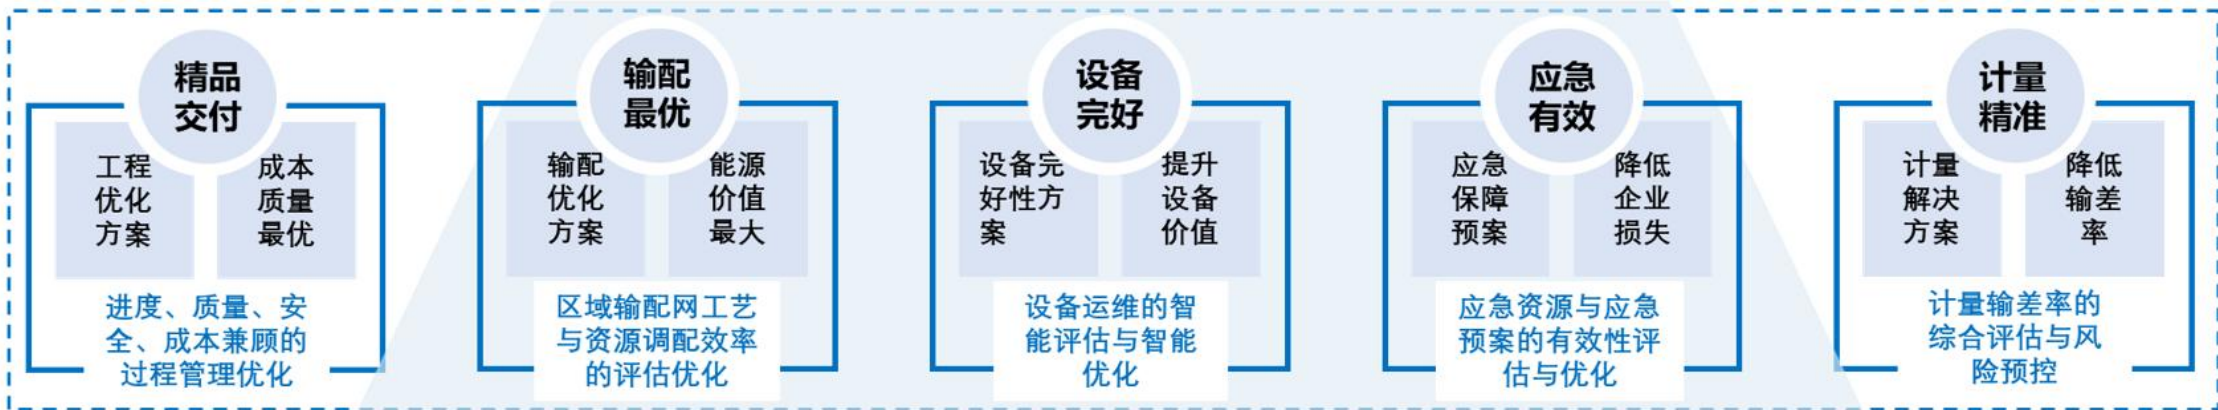 精品
交付
工程
优化
方案
成本
质量
最优
进度、质量、安
全、成本兼顾的
过程管理优化
输配
最优
输配
优化
方案
能源
价值
最大
区域输配网工艺
与资源调配效率
的评估优化
设备
完好
设备完
好性方
案
提升
设备
价值
设备运维的智
能评估与智能
优化
应急
有效
应急
保障
预案
降低
企业
损失
应急资源与应急
预案的有效性评
估与优化
计量
精准
计量
解决
方案
降低
输差
率
计量输差率的
综合评估与风
险预控